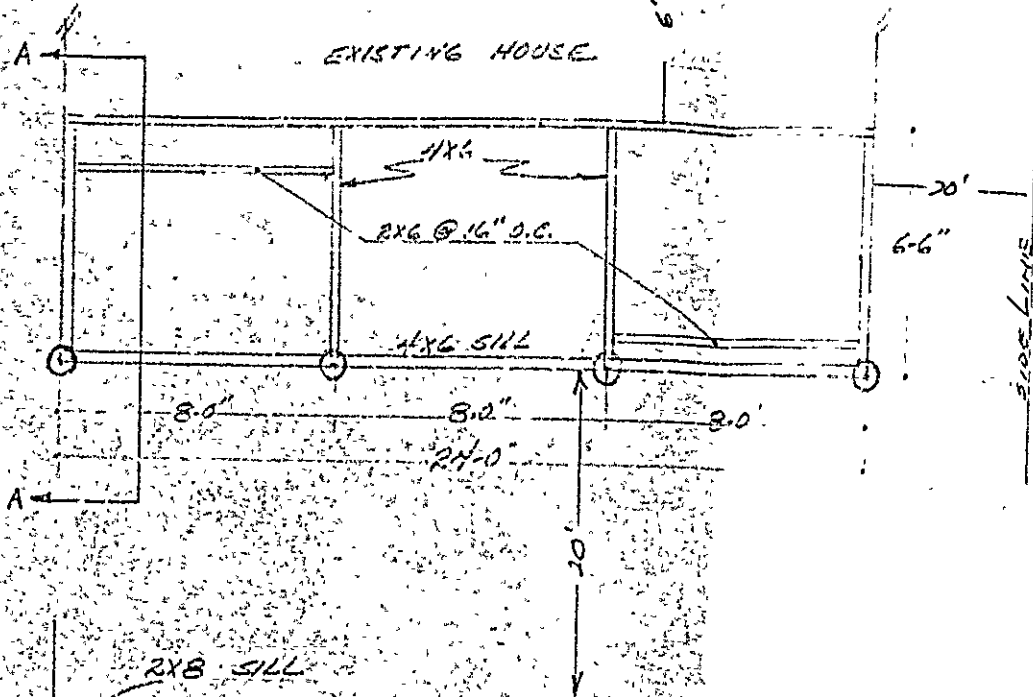 6'
A
EXISTING HOUSE
4X6
20'
2X6 @ 16" O.C.
6-6"
SIDE LINE
4X6 SILL
8.0" 8.0" 8.0'
24-0"
A
20'
2X8 SILL